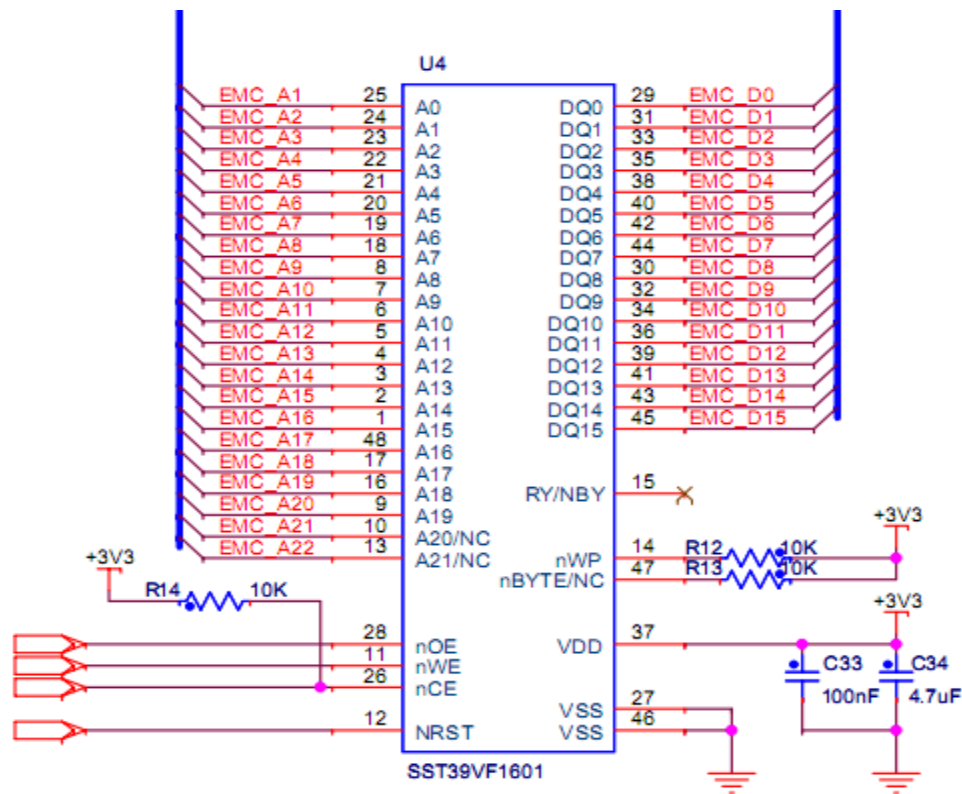 U4
EMC_A1 25 A0 DQ0 29 EMC_D0
EMC_A2 24 A1 DQ1 31 EMC_D1
EMC_A3 23 A2 DQ2 33 EMC_D2
EMC_A4 22 A3 DQ3 35 EMC_D3
EMC_A5 21 A4 DQ4 38 EMC_D4
EMC_A6 20 A5 DQ5 40 EMC_D5
EMC_A7 19 A6 DQ6 42 EMC_D6
EMC_A8 18 A7 DQ7 44 EMC_D7
EMC_A9 8 A8 DQ8 30 EMC_D8
EMC_A10 7 A9 DQ9 32 EMC_D9
EMC_A11 6 A10 DQ10 34 EMC_D10
EMC_A12 5 A11 DQ11 36 EMC_D11
EMC_A13 4 A12 DQ12 39 EMC_D12
EMC_A14 3 A13 DQ13 41 EMC_D13
EMC_A15 2 A14 DQ14 43 EMC_D14
EMC_A16 1 A15 DQ15 45 EMC_D15
EMC_A17 48 A16
EMC_A18 17 A17
EMC_A19 16 A18 RY/NBY 15
EMC_A20 9 A19
EMC_A21 10 A20/NC
+3V3
EMC_A22 13 A21/NC nWP 14 R12 10K
+3V3
nBYTE/NC 47 R13 10K
R14 10K
+3V3
28 nOE VDD 37
11 nWE C33 C34
26 nCE 100nF 4.7uF
VSS 27
12 NRST VSS 46
SST39VF1601